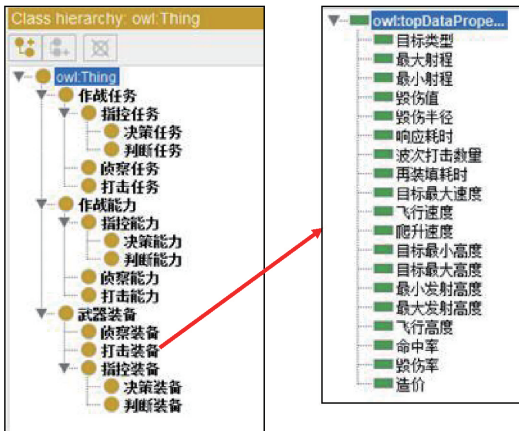 Class hierarchy: owl:Thing
owl:Thing
作战任务
指控任务
决策任务
判断任务
侦察任务
打击任务
作战能力
指控能力
决策能力
判断能力
侦察能力
打击能力
武器装备
侦察装备
打击装备
指控装备
决策装备
判断装备
owl:topDataPrope...
目标类型
最大射程
最小射程
毁伤值
毁伤半径
响应耗时
波次打击数量
再装填耗时
目标最大速度
飞行速度
爬升速度
目标最小高度
目标最大高度
最小发射高度
最大发射高度
飞行高度
命中率
毁伤率
造价